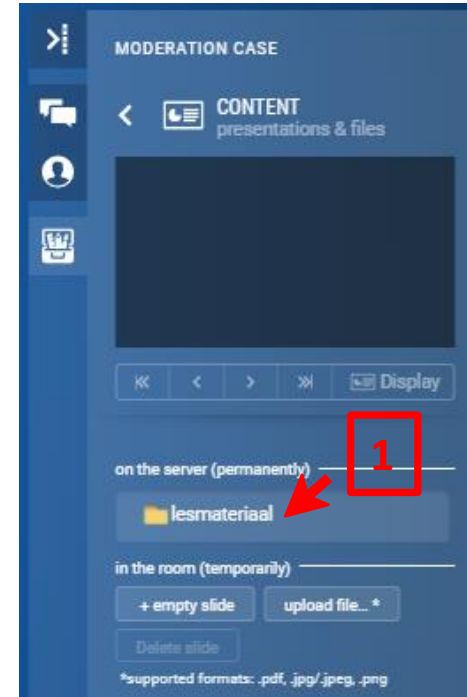 MODERATION CASE
CONTENT
presentations & files
Display
1
on the server (permanently)
lesmateriaal
in the room (temporarily)
+ empty slide upload file... *
Delete slide
*supported formats: .pdf, .jpg/.jpeg, .png